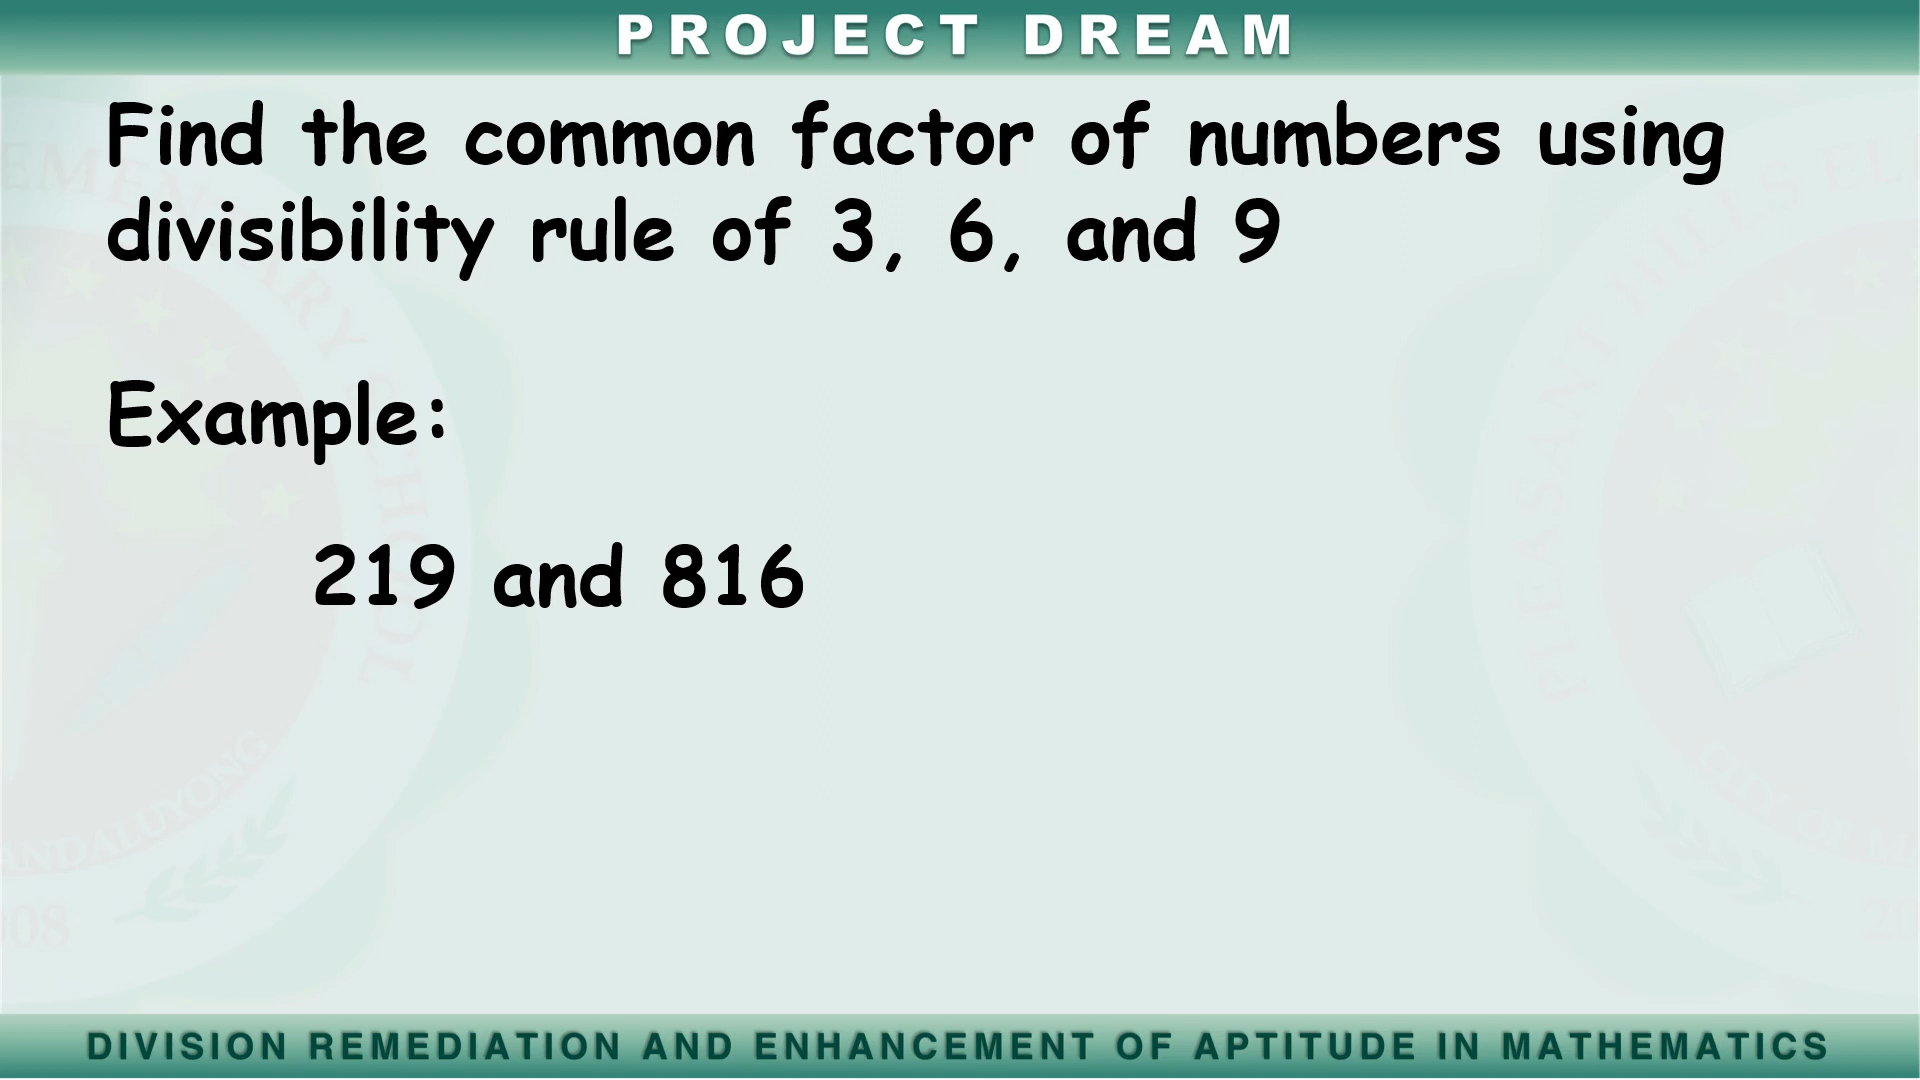 PROJECT DREAM
Find the common factor of numbers using
divisibility rule of 3, 6, and 9
Example:
219 and 816
DIVISION REMEDIATION AND ENHANCEMENT OF APTITUDE IN MATHEMATICS